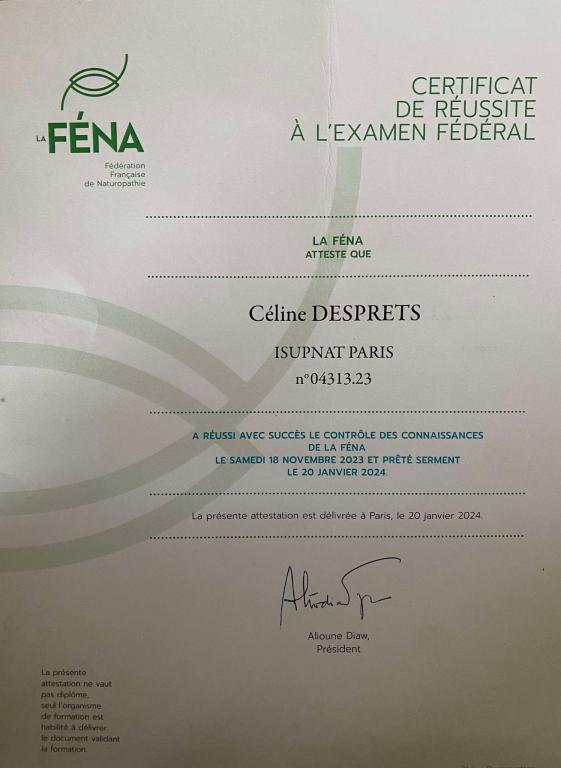 LA FÉNA
Fédération
Française
de Naturopathie
CERTIFICAT
DE RÉUSSITE
À L'EXAMEN FÉDÉRAL
LA FÉNA
ATTESTE QUE
Céline DESPRETS
ISUPNAT PARIS
n°04313.23
A RÉUSSI AVEC SUCCÈS LE CONTRÔLE DES CONNAISSANCES
DE LA FÉNA
LE SAMEDI 18 NOVEMBRE 2023 ET PRÊTÉ SERMENT
LE 20 JANVIER 2024.
La présente attestation est délivrée à Paris, le 20 janvier 2024.
Alioune Diaw,
Président
La présente
attestation ne vaut
pas diplôme,
seul l'organisme
de formation est
habilité à délivrer
le document validant
la formation.